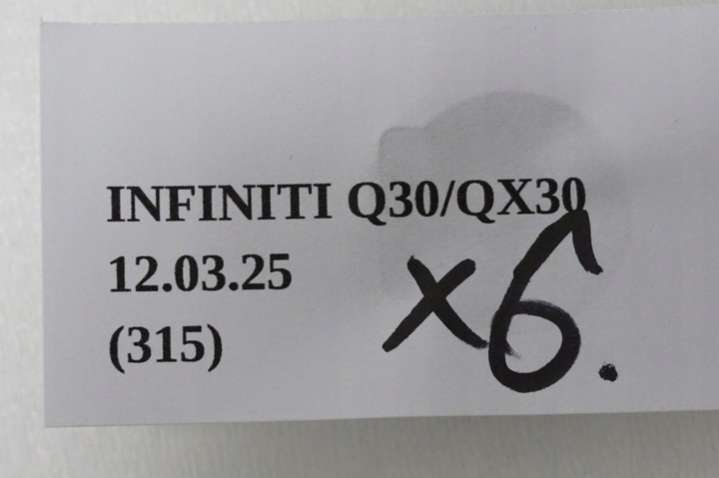 INFINITI Q30/QX30
12.03.25
(315)
x6.